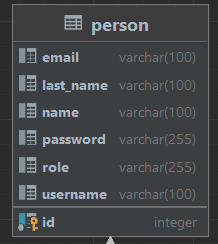 person
email varchar(100)
last_name varchar(100)
name varchar(100)
password varchar(255)
role varchar(255)
username varchar(100)
id integer